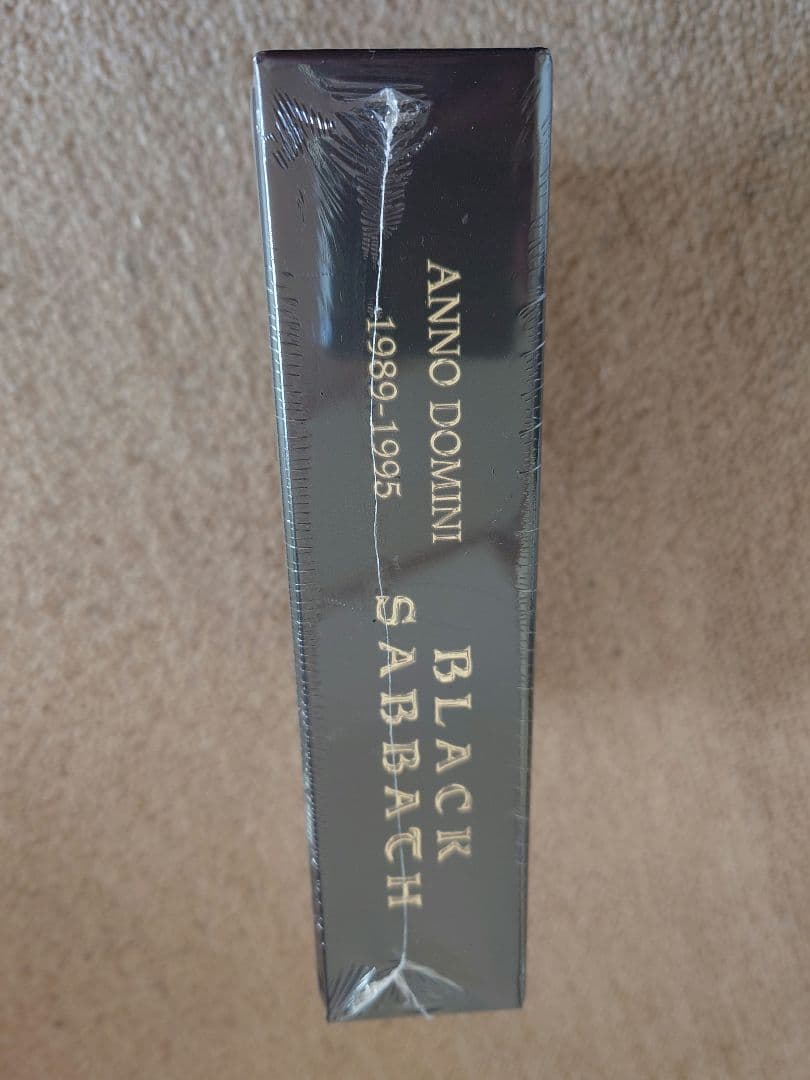 ANNO DOMINI
1989-1995
BLACK
SABBATH